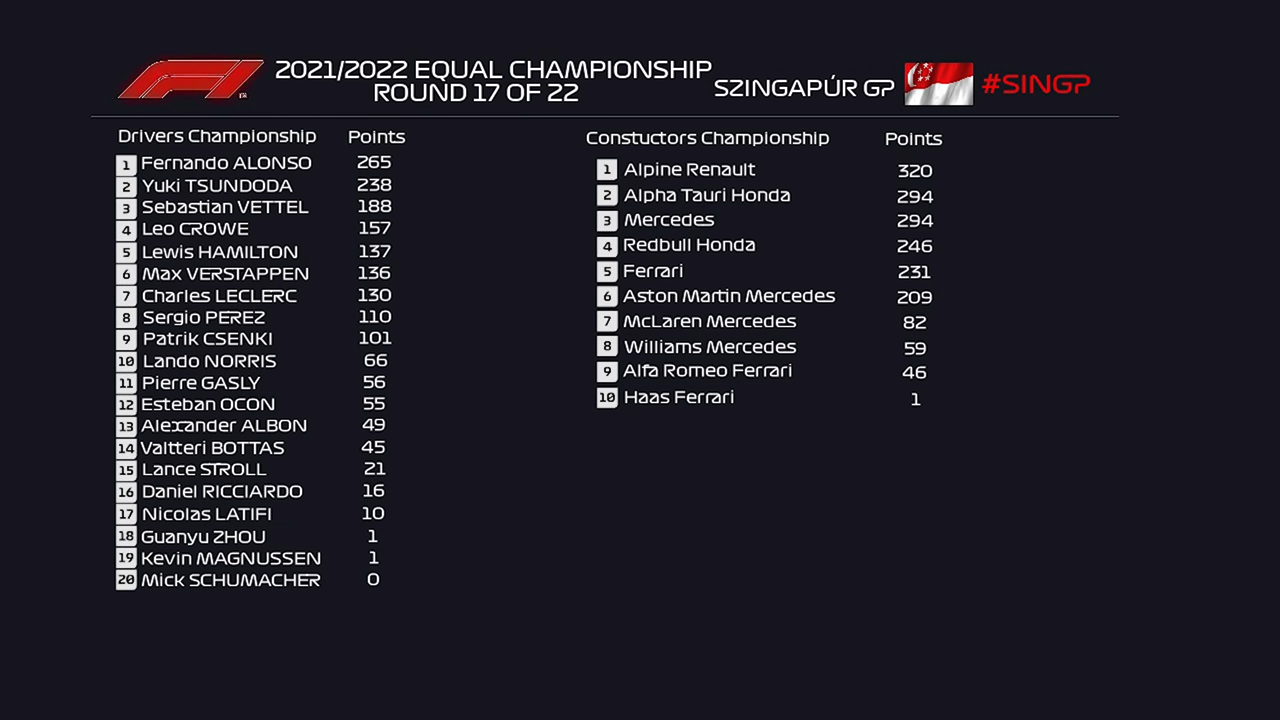 F1
2021/2022 EQUAL CHAMPIONSHIP
ROUND 17 OF 22
SZINGAPÚR GP #SINGP
Drivers Championship Points
1 Fernando ALONSO 265
2 Yuki TSUNDODA 238
3 Sebastian VETTEL 188
4 Leo CROWE 157
5 Lewis HAMILTON 137
6 Max VERSTAPPEN 136
7 Charles LECLERC 130
8 Sergio PEREZ 110
9 Patrik CSENKI 101
10 Lando NORRIS 66
11 Pierre GASLY 56
12 Esteban OCON 55
13 Alexander ALBON 49
14 Valtteri BOTTAS 45
15 Lance STROLL 21
16 Daniel RICCIARDO 16
17 Nicolas LATIFI 10
18 Guanyu ZHOU 1
19 Kevin MAGNUSSEN 1
20 Mick SCHUMACHER 0
Constuctors Championship Points
1 Alpine Renault 320
2 Alpha Tauri Honda 294
3 Mercedes 294
4 Redbull Honda 246
5 Ferrari 231
6 Aston Martin Mercedes 209
7 McLaren Mercedes 82
8 Williams Mercedes 59
9 Alfa Romeo Ferrari 46
10 Haas Ferrari 1